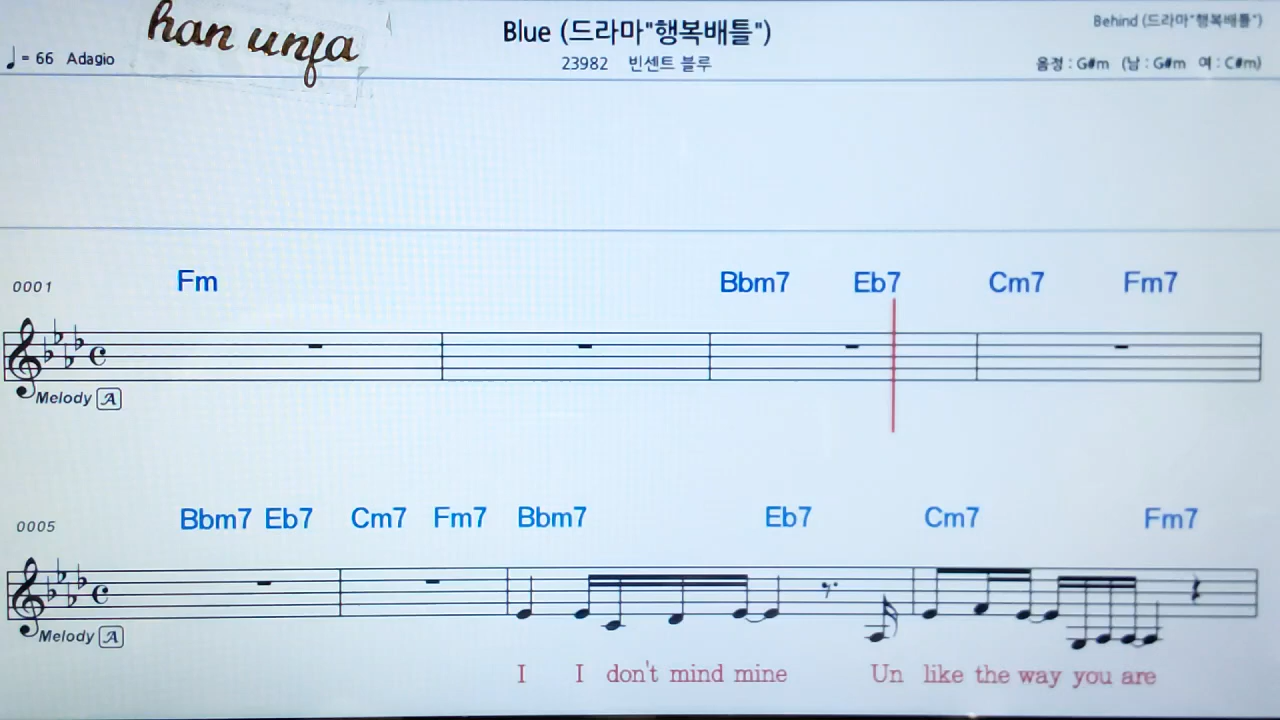 han unja
Blue (드라마"행복배틀")
Behind (드라마"행복배틀")
♩ = 66 Adagio
23982 빈센트 블루
음정 : G#m (남 : G#m 여 : C#m)
0001 Fm Bbm7 Eb7 Cm7 Fm7
Melody A
0005 Bbm7 Eb7 Cm7 Fm7 Bbm7 Eb7 Cm7 Fm7
Melody A
I I don't mind mine Un like the way you are